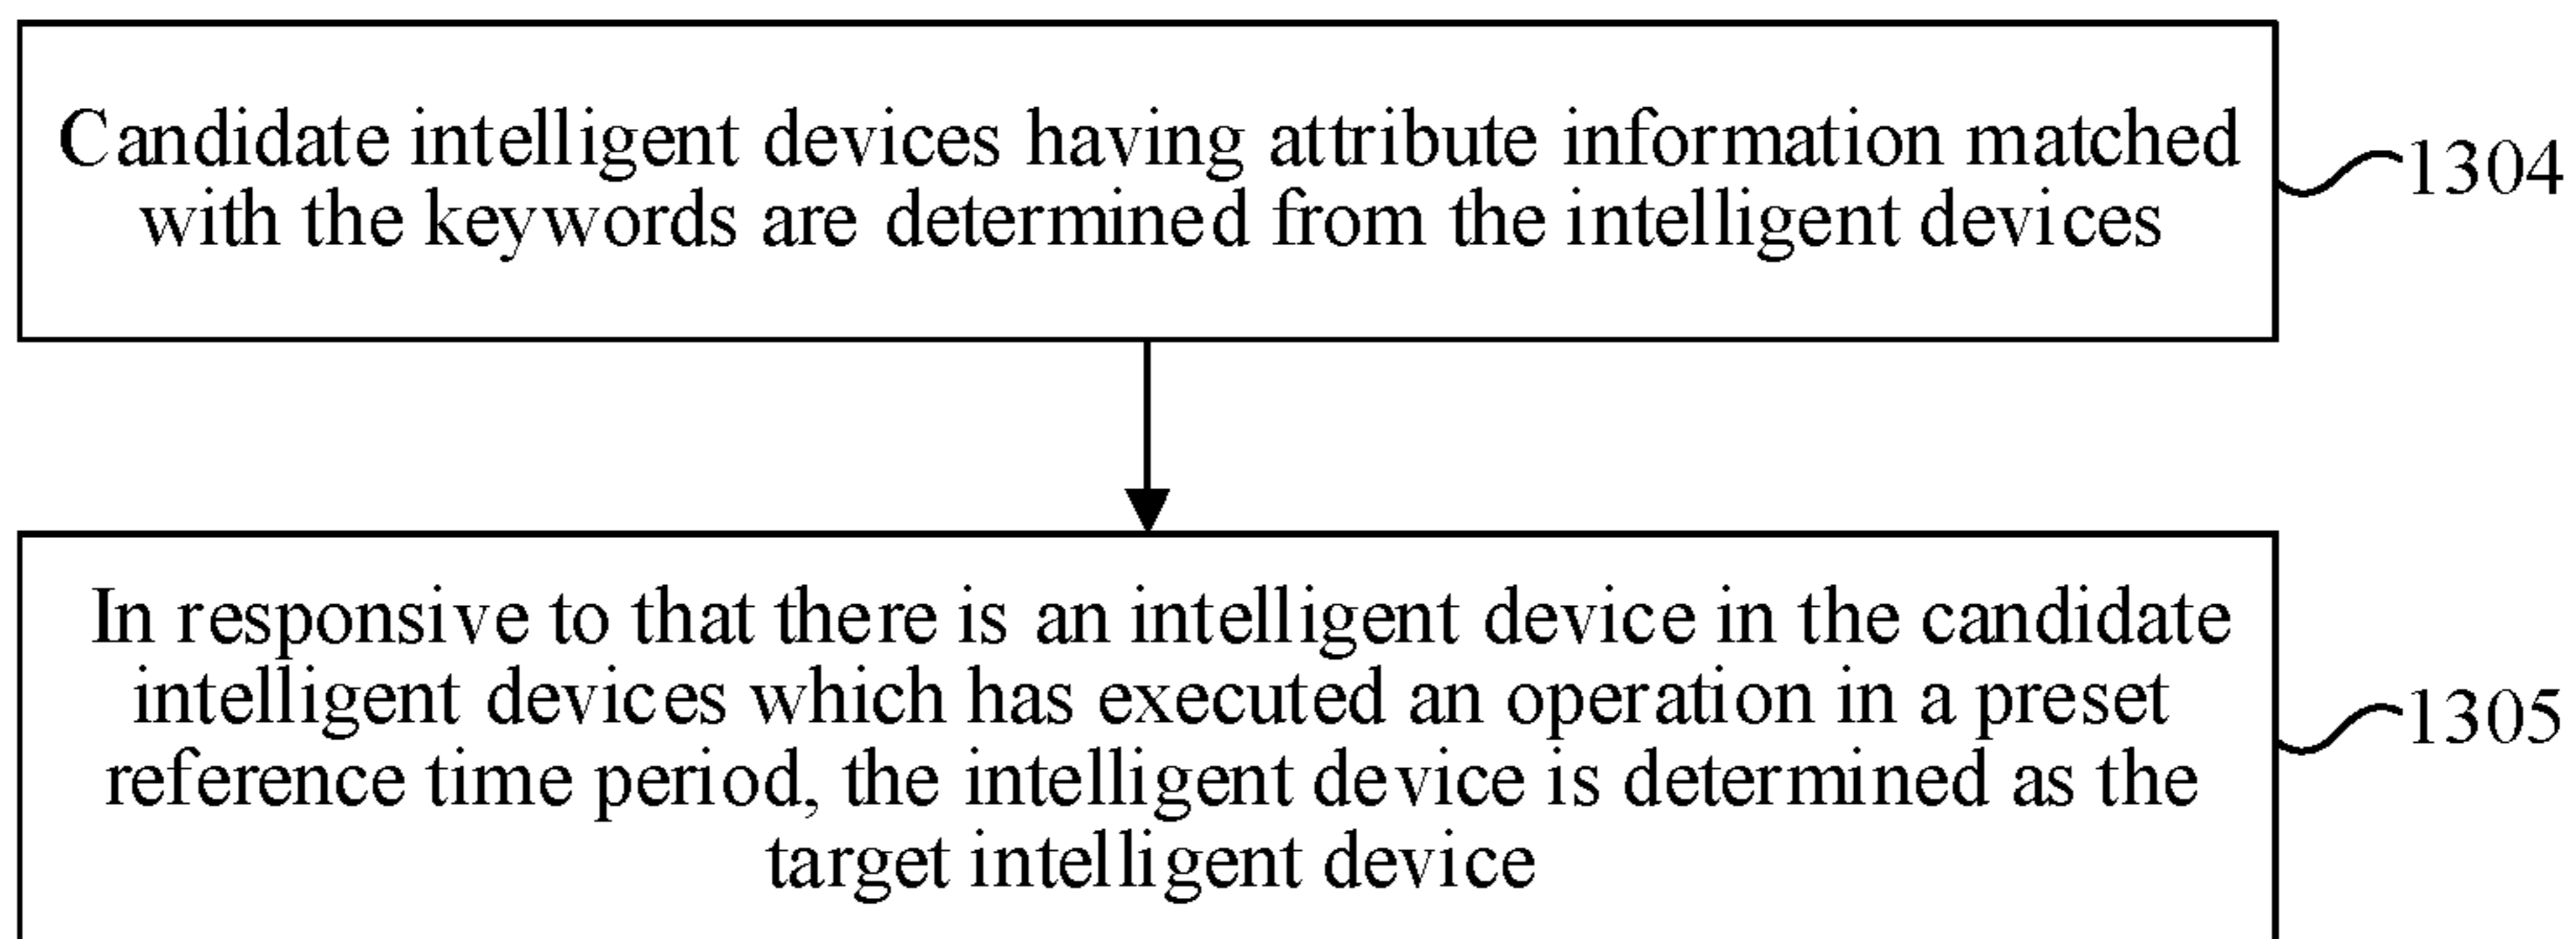 Candidate intelligent devices having attribute information matched
with the keywords are determined from the intelligent devices
1304
In responsive to that there is an intelligent device in the candidate
intelligent devices which has executed an operation in a preset
reference time period, the intelligent device is determined as the
target intelligent device
1305